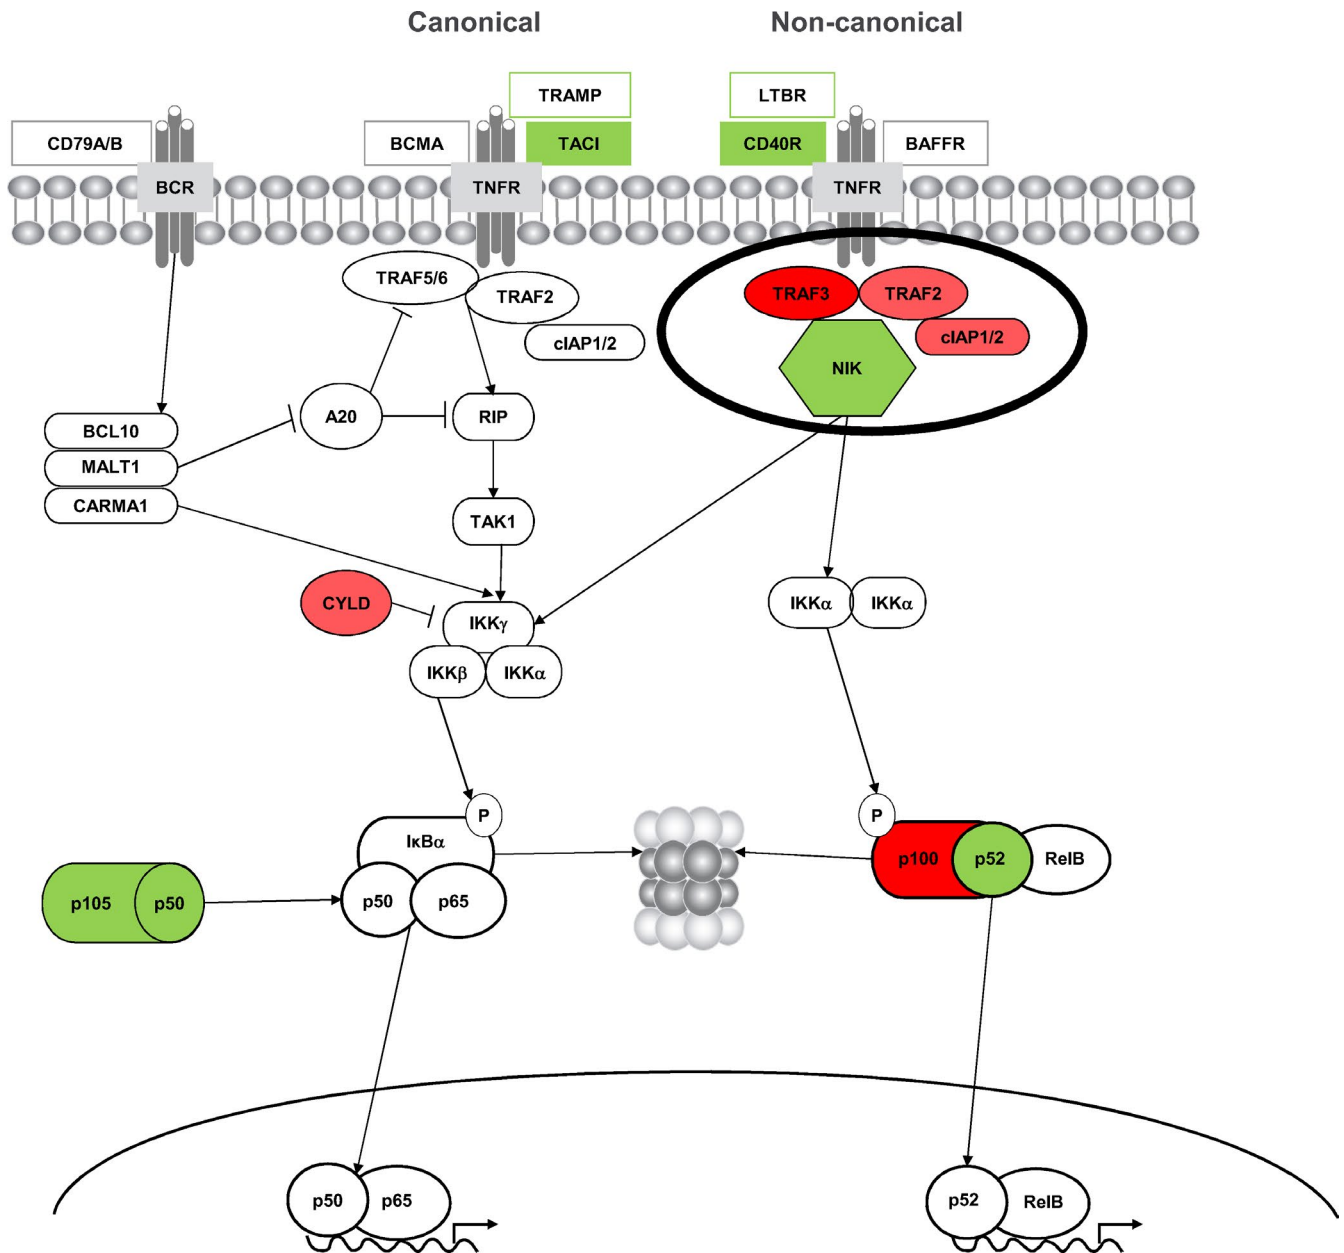 Canonical
Non-canonical
TRAMP
LTBR
CD79A/B
BCMA
TACI
CD40R
BAFFR
BCR
TNFR
TNFR
TRAF5/6
TRAF2
cIAP1/2
TRAF3
TRAF2
cIAP1/2
NIK
A20
RIP
BCL10
MALT1
CARMA1
TAK1
CYLD
IKKγ
IKKβ
IKKα
IKKα
IKKα
P
IκBα
P
p105
p50
p50
p65
p100
p52
RelB
p50
p65
p52
RelB